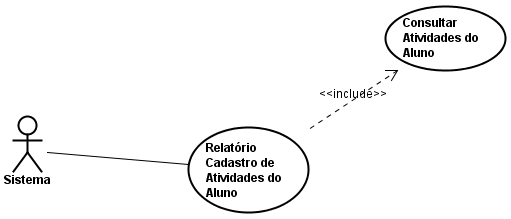 Consultar
Atividades do
Aluno
<<include>>
Relatório
Cadastro de
Atividades do
Aluno
Sistema